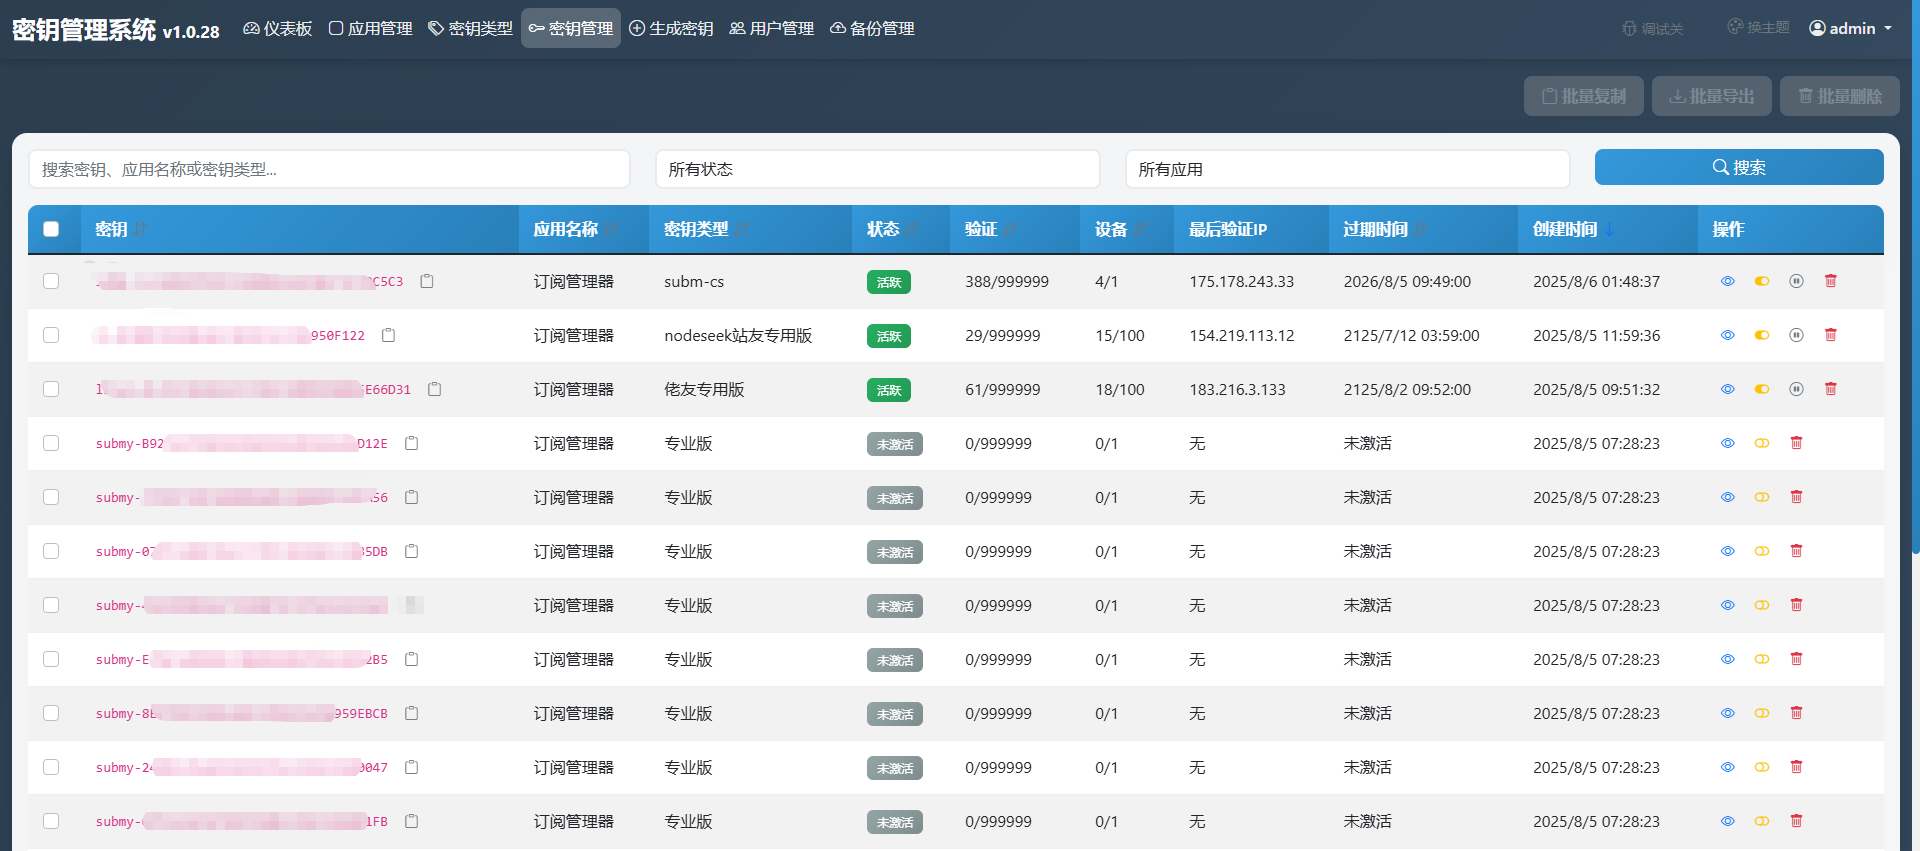 密钥管理系统 v1.0.28 仪表板 应用管理 密钥类型 密钥管理 生成密钥 用户管理 备份管理 调试关 换主题 admin
批量复制 批量导出 批量删除
搜索密钥、应用名称或密钥类型... 所有状态 所有应用 搜索
密钥 应用名称 密钥类型 状态 验证 设备 最后验证IP 过期时间 创建时间 操作
C5C3 订阅管理器 subm-cs 活跃 388/999999 4/1 175.178.243.33 2026/8/5 09:49:00 2025/8/6 01:48:37
950F122 订阅管理器 nodeseek站友专用版 活跃 29/999999 15/100 154.219.113.12 2125/7/12 03:59:00 2025/8/5 11:59:36
E66D31 订阅管理器 佬友专用版 活跃 61/999999 18/100 183.216.3.133 2125/8/2 09:52:00 2025/8/5 09:51:32
submy-B92 D12E 订阅管理器 专业版 未激活 0/999999 0/1 无 未激活 2025/8/5 07:28:23
submy- 56 订阅管理器 专业版 未激活 0/999999 0/1 无 未激活 2025/8/5 07:28:23
submy-07 5DB 订阅管理器 专业版 未激活 0/999999 0/1 无 未激活 2025/8/5 07:28:23
submy- 订阅管理器 专业版 未激活 0/999999 0/1 无 未激活 2025/8/5 07:28:23
submy-E 2B5 订阅管理器 专业版 未激活 0/999999 0/1 无 未激活 2025/8/5 07:28:23
submy-8E 959EBCB 订阅管理器 专业版 未激活 0/999999 0/1 无 未激活 2025/8/5 07:28:23
submy-24 0047 订阅管理器 专业版 未激活 0/999999 0/1 无 未激活 2025/8/5 07:28:23
submy- 1FB 订阅管理器 专业版 未激活 0/999999 0/1 无 未激活 2025/8/5 07:28:23